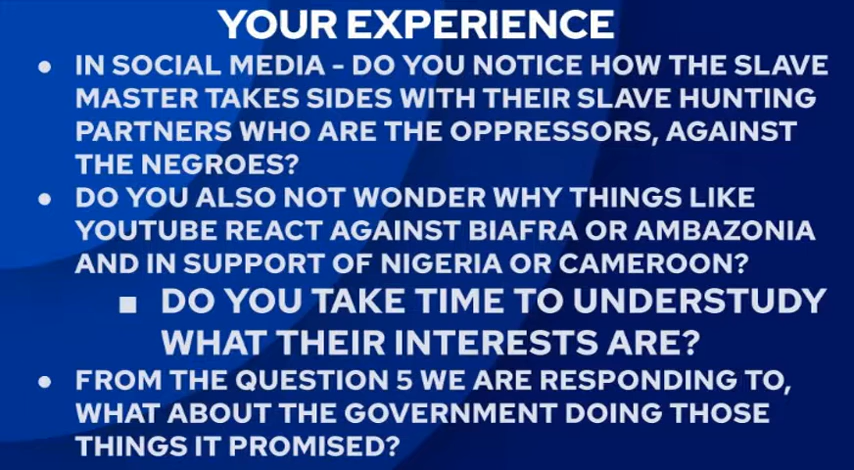 YOUR EXPERIENCE
● IN SOCIAL MEDIA - DO YOU NOTICE HOW THE SLAVE
MASTER TAKES SIDES WITH THEIR SLAVE HUNTING
PARTNERS WHO ARE THE OPPRESSORS, AGAINST
THE NEGROES?
● DO YOU ALSO NOT WONDER WHY THINGS LIKE
YOUTUBE REACT AGAINST BIAFRA OR AMBAZONIA
AND IN SUPPORT OF NIGERIA OR CAMEROON?
■ DO YOU TAKE TIME TO UNDERSTUDY
WHAT THEIR INTERESTS ARE?
● FROM THE QUESTION 5 WE ARE RESPONDING TO,
WHAT ABOUT THE GOVERNMENT DOING THOSE
THINGS IT PROMISED?